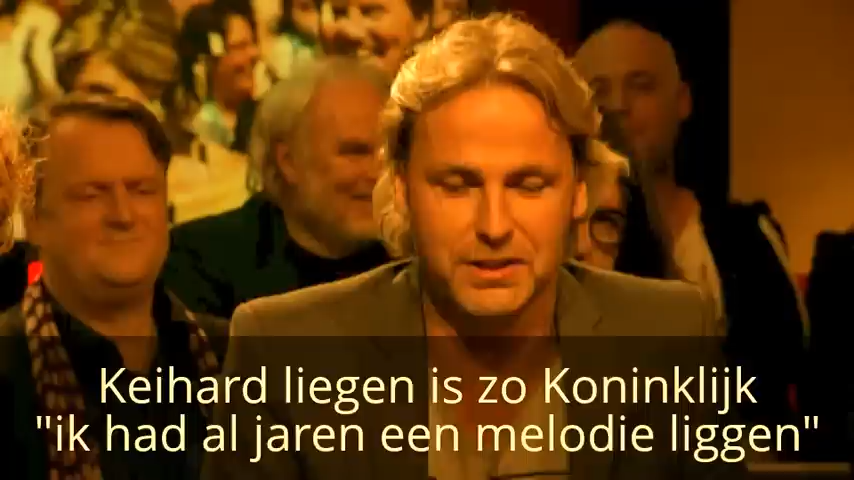 Keihard liegen is zo Koninklijk
"ik had al jaren een melodie liggen"